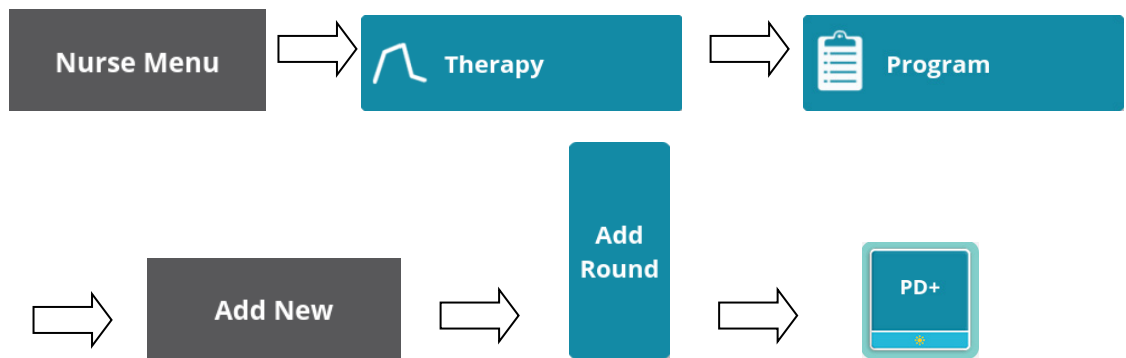 Nurse Menu
Therapy
Program
Add New
Add
Round
PD+